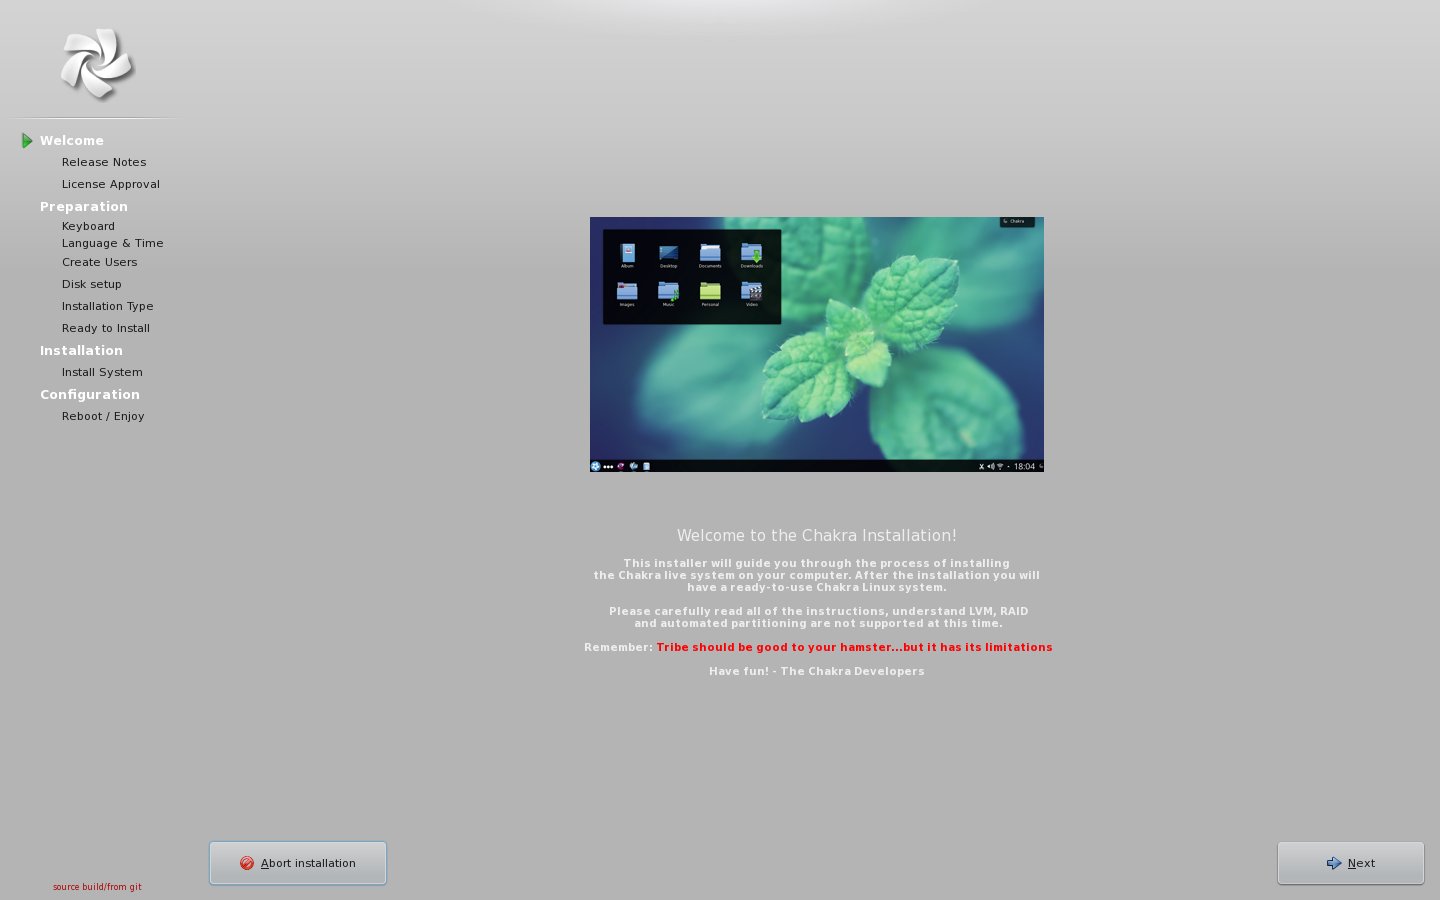 Welcome
Release Notes
License Approval
Preparation
Keyboard
Language & Time
Create Users
Disk setup
Installation Type
Ready to Install
Installation
Install System
Configuration
Reboot / Enjoy
Chakra
Album Desktop Documents Downloads
Images Music Personal Video
18:04
Welcome to the Chakra Installation!
This installer will guide you through the process of installing
the Chakra live system on your computer. After the installation you will
have a ready-to-use Chakra Linux system.
Please carefully read all of the instructions, understand LVM, RAID
and automated partitioning are not supported at this time.
Remember: Tribe should be good to your hamster...but it has its limitations
Have fun! - The Chakra Developers
Abort installation
Next
source build/from git